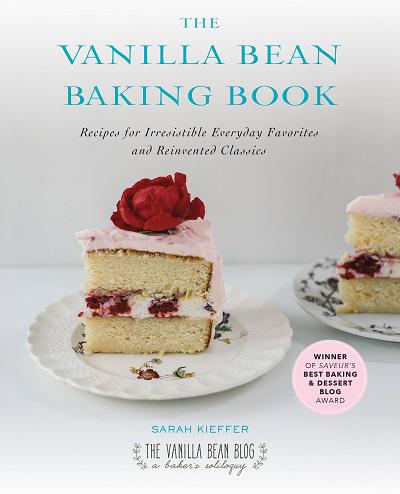 THE
VANILLA BEAN
BAKING BOOK
Recipes for Irresistible Everyday Favorites
and Reinvented Classics
WINNER
OF SAVEUR'S
BEST BAKING
& DESSERT
BLOG
AWARD
SARAH KIEFFER
THE VANILLA BEAN BLOG
a baker's soliloquy